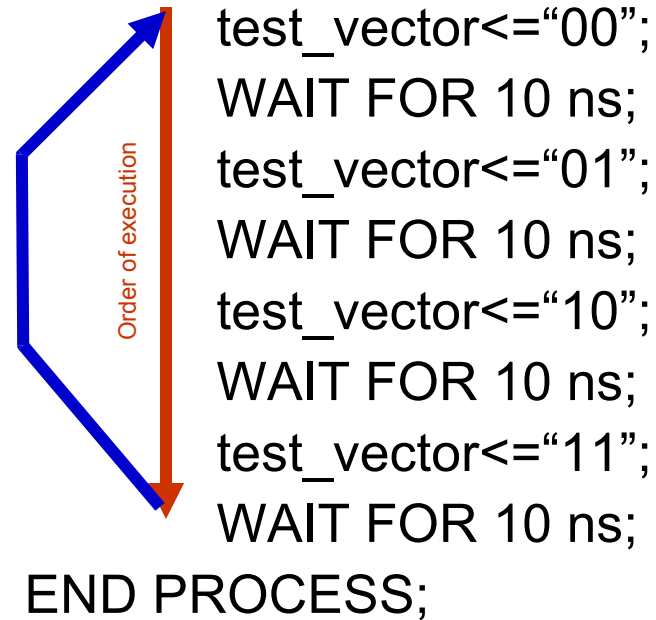 test_vector<=“00”;
WAIT FOR 10 ns;
test_vector<=“01”;
WAIT FOR 10 ns;
test_vector<=“10”;
WAIT FOR 10 ns;
test_vector<=“11”;
WAIT FOR 10 ns;
END PROCESS;
Order of execution